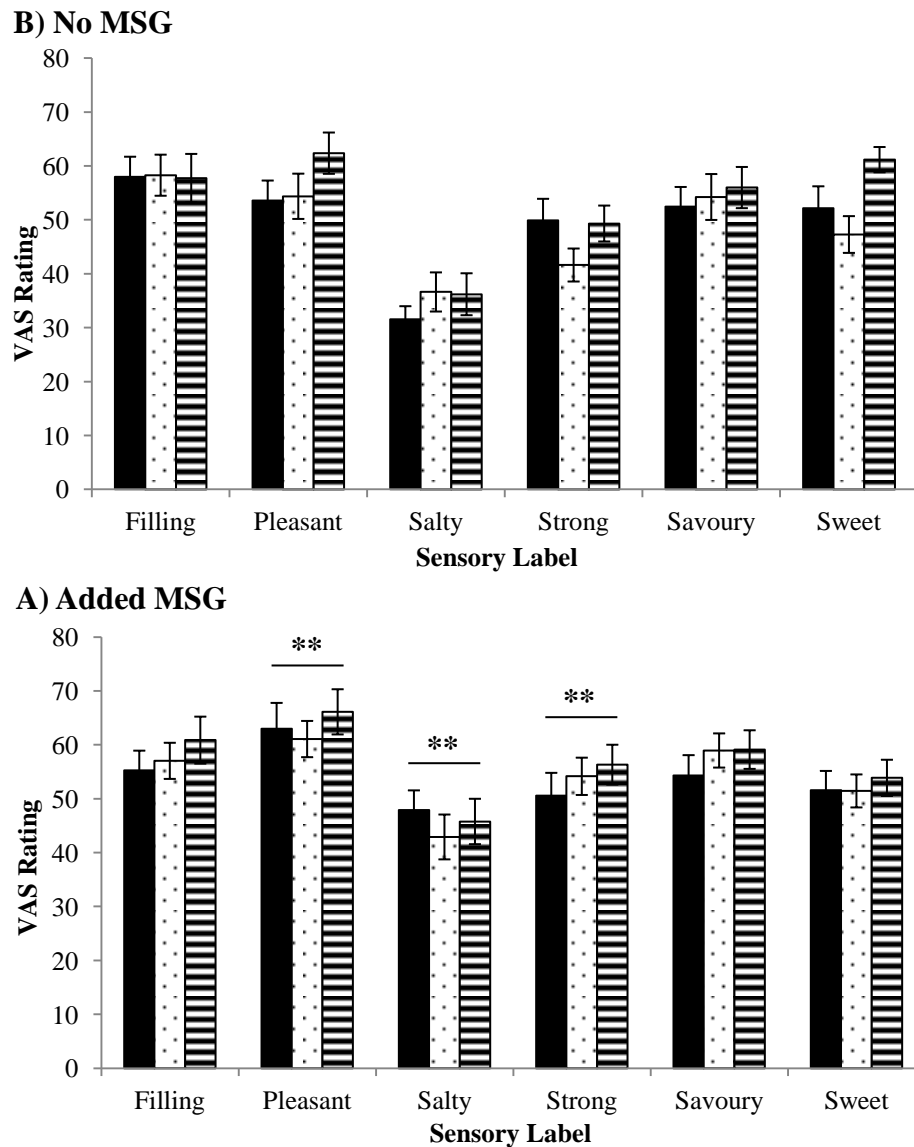 B) No MSG
80
70
60
50
40
30
20
10
0
VAS Rating
Filling Pleasant Salty Strong Savoury Sweet
Sensory Label
A) Added MSG
80
70
60
50
40
30
20
10
0
VAS Rating
**
**
**
Filling Pleasant Salty Strong Savoury Sweet
Sensory Label